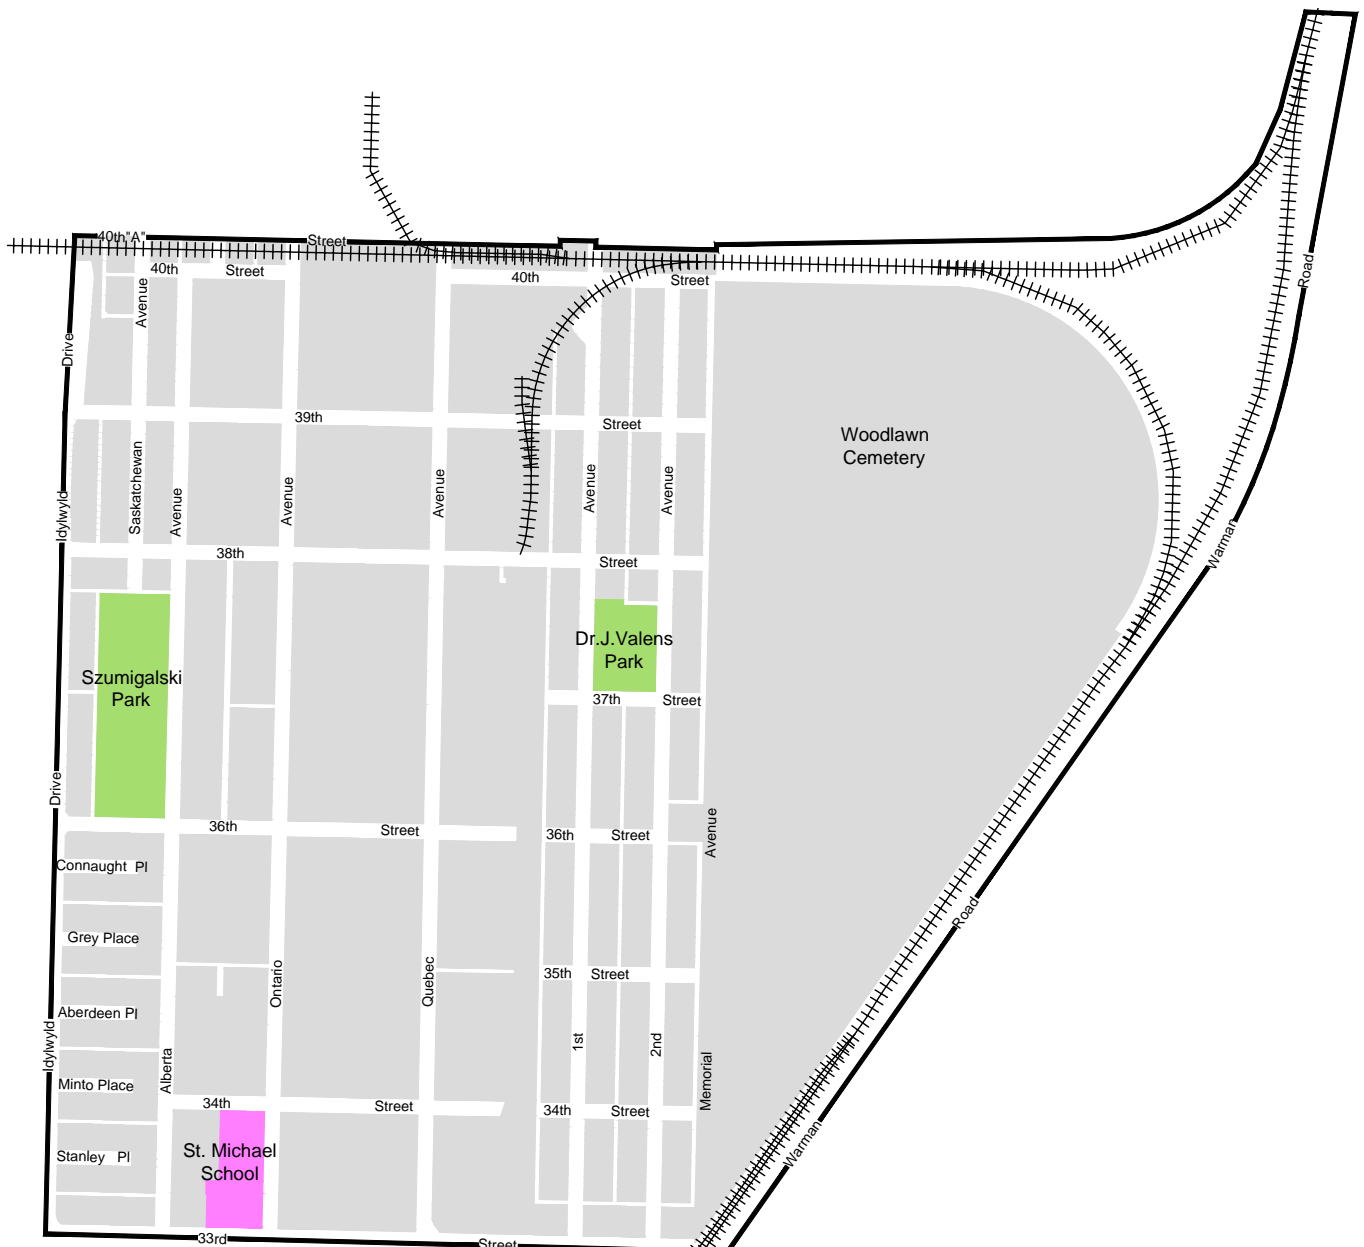 40th"A"
Street
40th
Street
40th
Street
Avenue
Drive
Road
39th
Street
Woodlawn
Cemetery
Saskatchewan
Avenue
Avenue
Avenue
Avenue
Avenue
Idylwyld
Warman
38th
Street
Dr.J.Valens
Park
Szumigalski
Park
37th
Street
Drive
36th
Street
36th
Street
Avenue
Connaught Pl
Road
Grey Place
35th
Street
Ontario
Quebec
Aberdeen Pl
Idylwyld
1st
2nd
Alberta
Minto Place
Memorial
34th
Street
34th
Street
Warman
St. Michael
School
Stanley Pl
33rd
Street